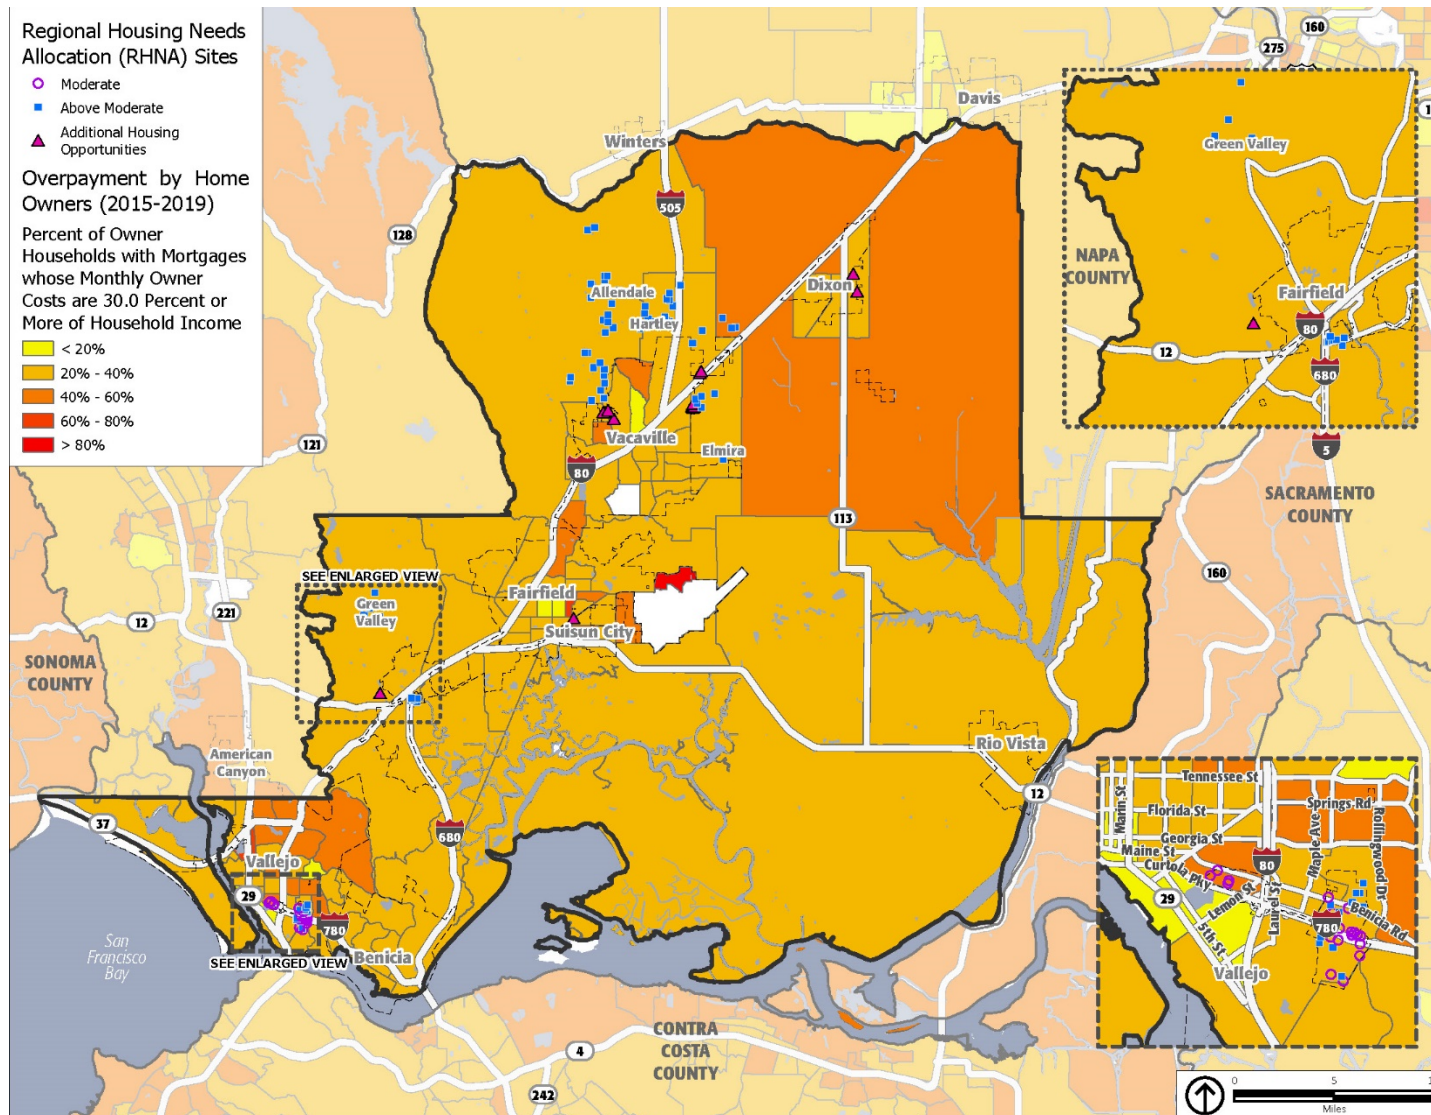 Regional Housing Needs
Allocation (RHNA) Sites
Moderate
Above Moderate
Additional Housing
Opportunities
Overpayment by Home
Owners (2015-2019)
Percent of Owner
Households with Mortgages
whose Monthly Owner
Costs are 30.0 Percent or
More of Household Income
< 20%
20% - 40%
40% - 60%
60% - 80%
> 80%
160
275
Davis
Winters
505
128
Allendale
Hartley
Dixon
121
Vacaville
Elmira
80
113
5
SACRAMENTO
COUNTY
160
SEE ENLARGED VIEW
Green
Valley
Fairfield
Suisun City
221
12
SONOMA
COUNTY
American
Canyon
Rio Vista
12
37
680
Vallejo
29
780
Benicia
SEE ENLARGED VIEW
San
Francisco
Bay
CONTRA
COSTA
COUNTY
4
242
Green Valley
NAPA
COUNTY
Fairfield
80
12
680
Tennessee St
Marin St
Florida St
Springs Rd
Georgia St
Maple Ave
Rollingwood Dr
Maine St
Curtola Pky
80
29
Lemon St
Laurel St
5th St
780
Benicia Rd
Vallejo
0
5
1
Miles